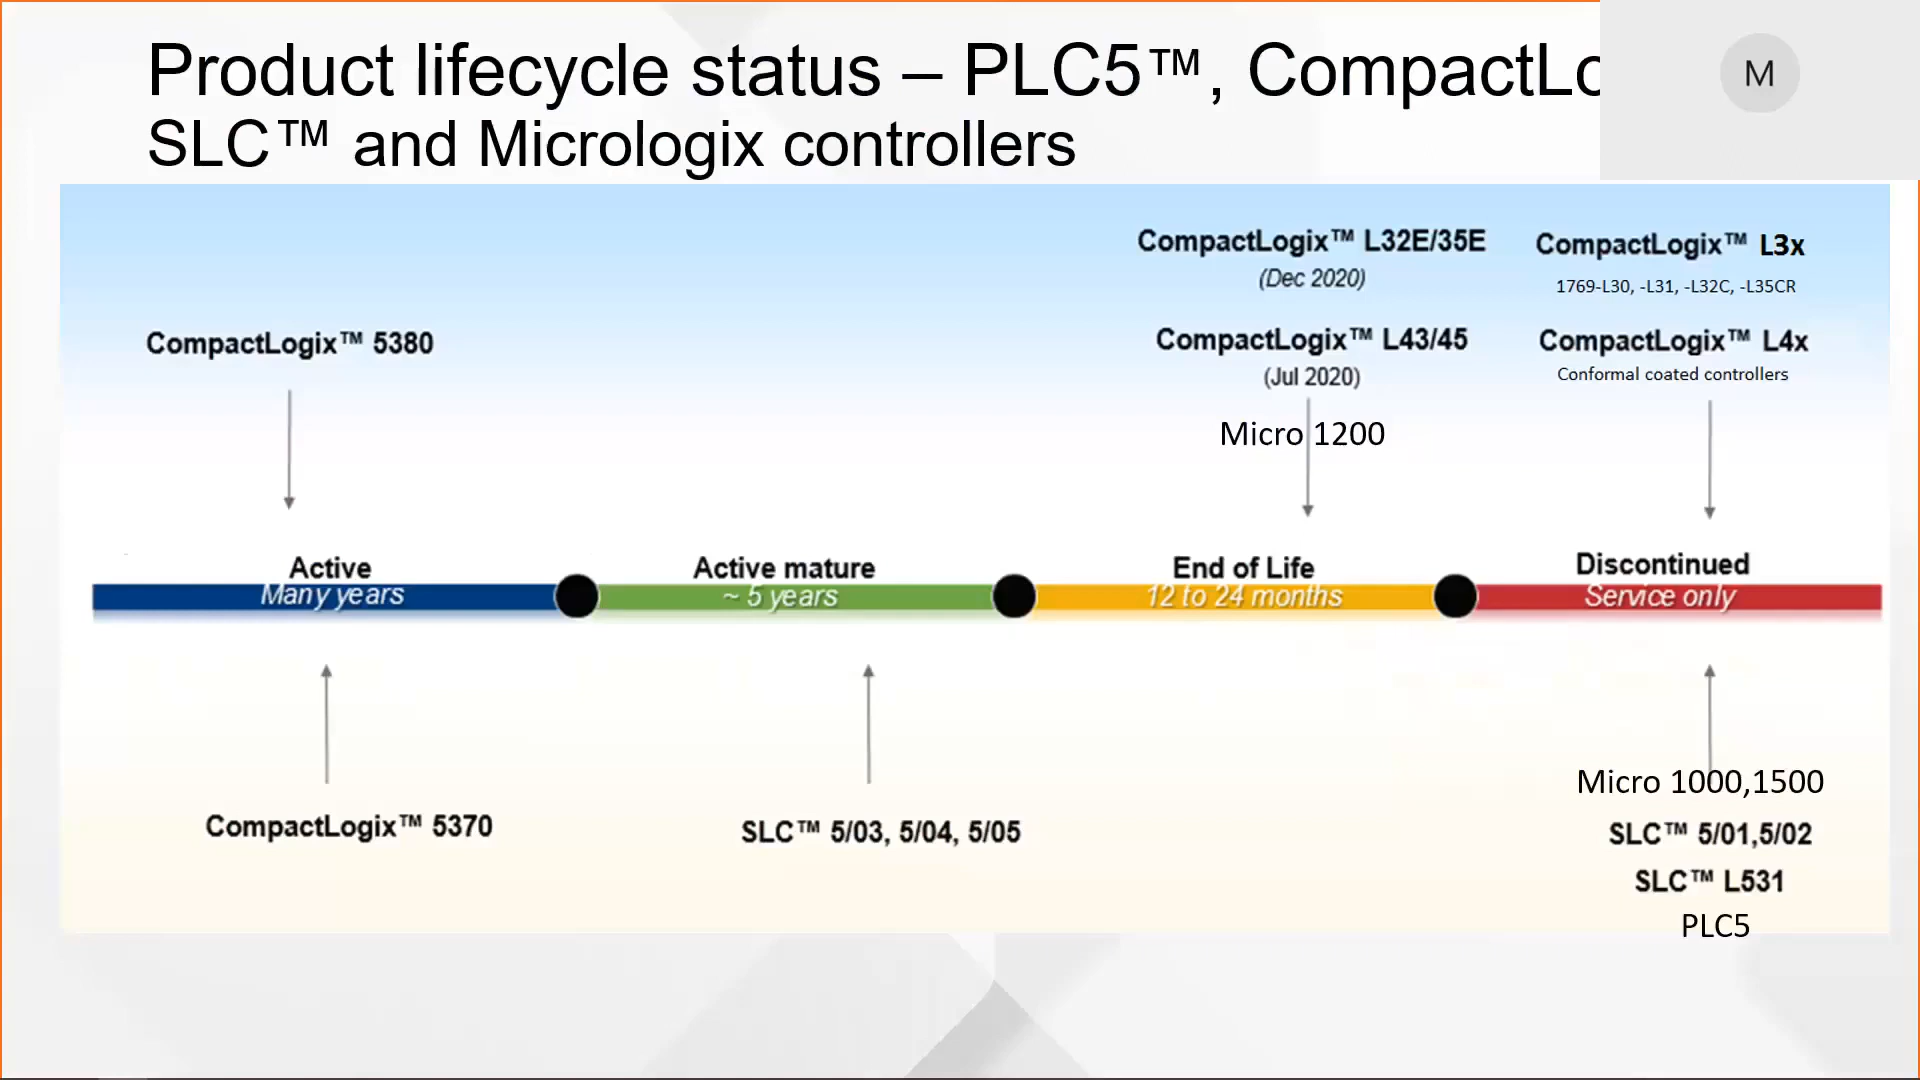 Product lifecycle status – PLC5™, CompactLo
SLC™ and Micrologix controllers
M
CompactLogix™ L32E/35E
(Dec 2020)
CompactLogix™ L3x
1769-L30, -L31, -L32C, -L35CR
CompactLogix™ 5380
CompactLogix™ L43/45
(Jul 2020)
CompactLogix™ L4x
Conformal coated controllers
Micro 1200
Active
Many years
Active mature
~ 5 years
End of Life
12 to 24 months
Discontinued
Service only
CompactLogix™ 5370
SLC™ 5/03, 5/04, 5/05
Micro 1000,1500
SLC™ 5/01,5/02
SLC™ L531
PLC5